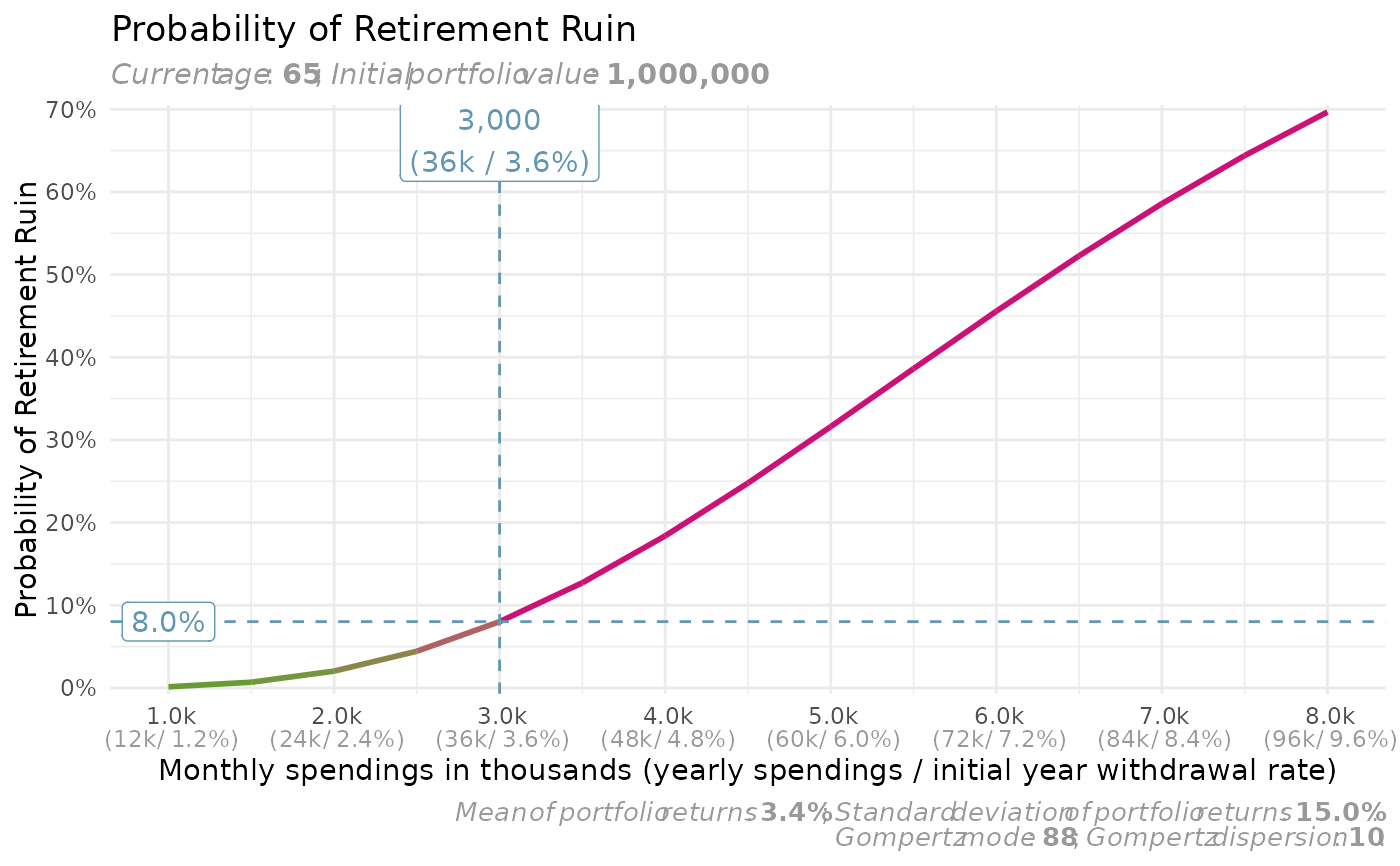 Probability of Retirement Ruin
Current age: 65; Initial portfolio value: 1,000,000
70%
3,000
(36k / 3.6%)
60%
50%
40%
30%
20%
10%
8.0%
0%
Probability of Retirement Ruin
1.0k 2.0k 3.0k 4.0k 5.0k 6.0k 7.0k 8.0k
(12k / 1.2%) (24k / 2.4%) (36k / 3.6%) (48k / 4.8%) (60k / 6.0%) (72k / 7.2%) (84k / 8.4%) (96k / 9.6%)
Monthly spendings in thousands (yearly spendings / initial year withdrawal rate)
Mean of portfolio returns: 3.4%; Standard deviation of portfolio returns: 15.0%.
Gompertz mode: 88; Gompertz dispersion: 10.